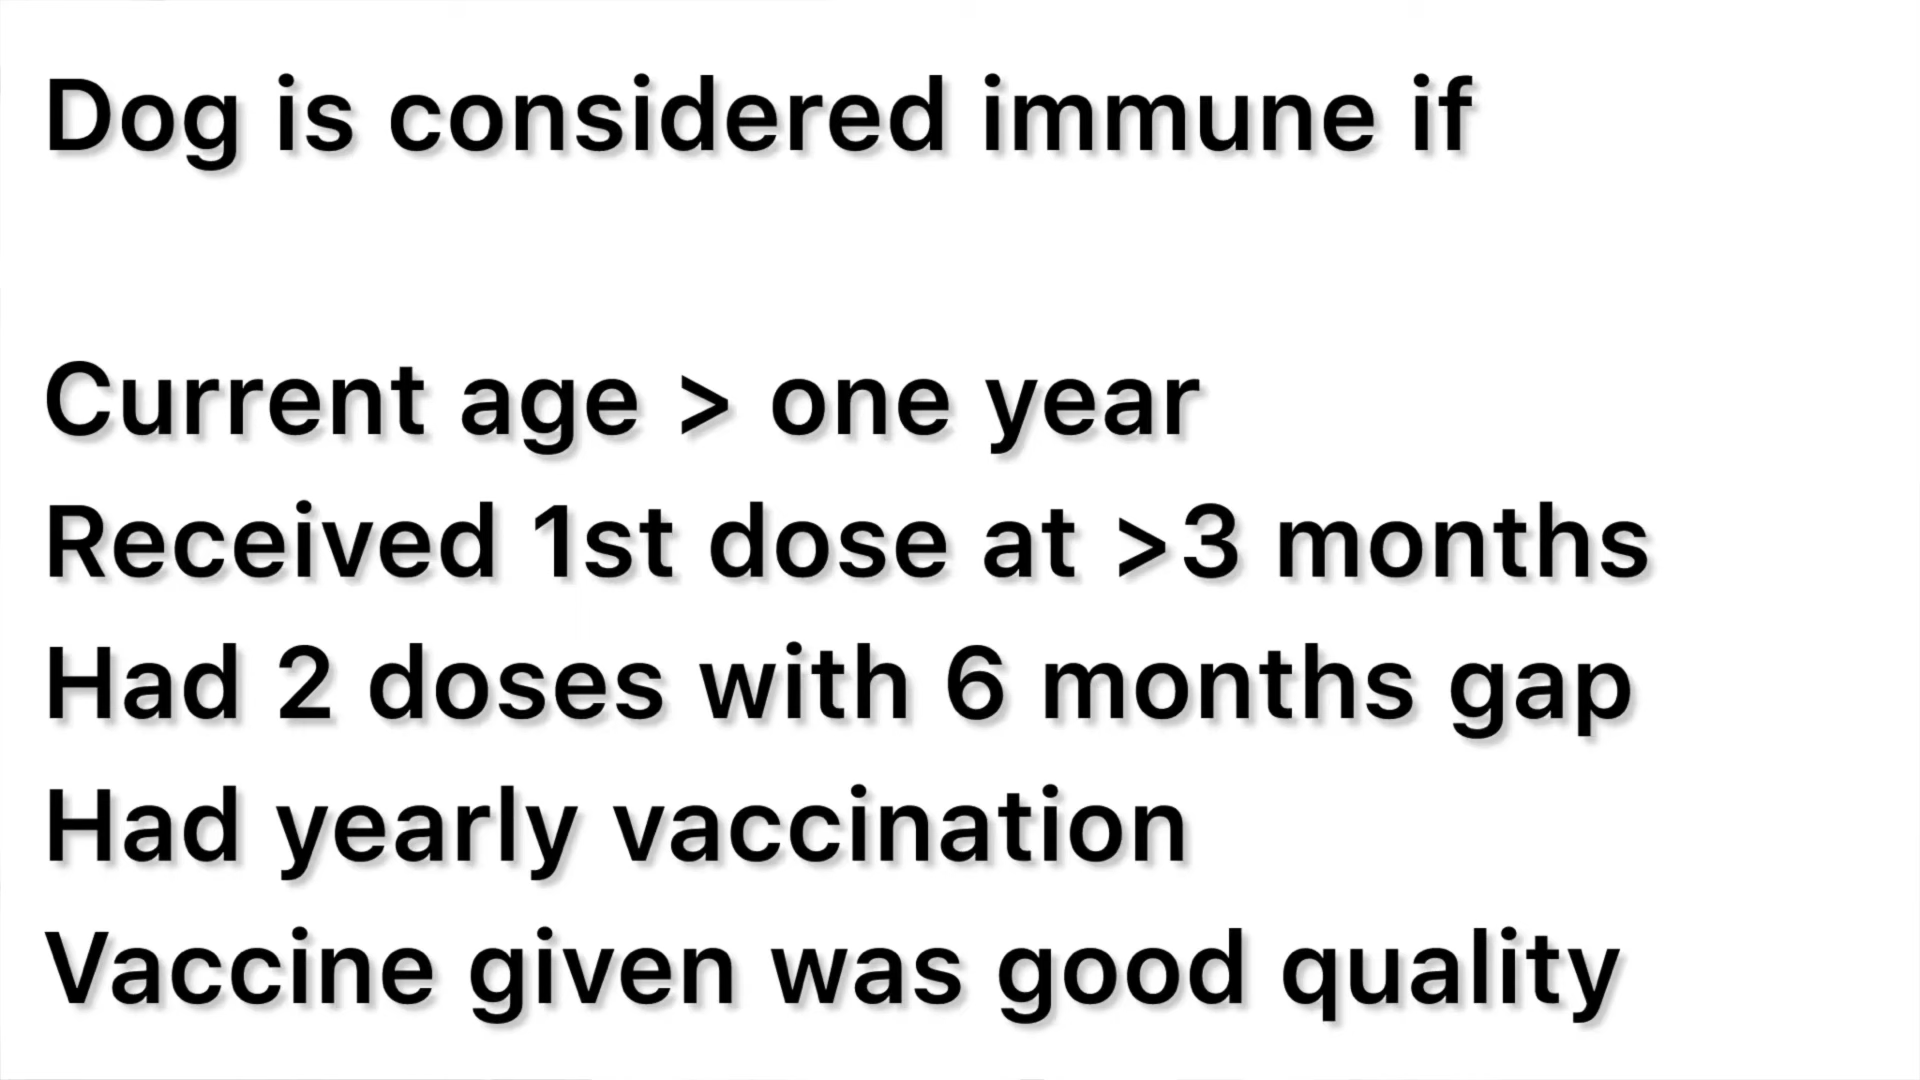 Dog is considered immune if
Current age > one year
Received 1st dose at >3 months
Had 2 doses with 6 months gap
Had yearly vaccination
Vaccine given was good quality